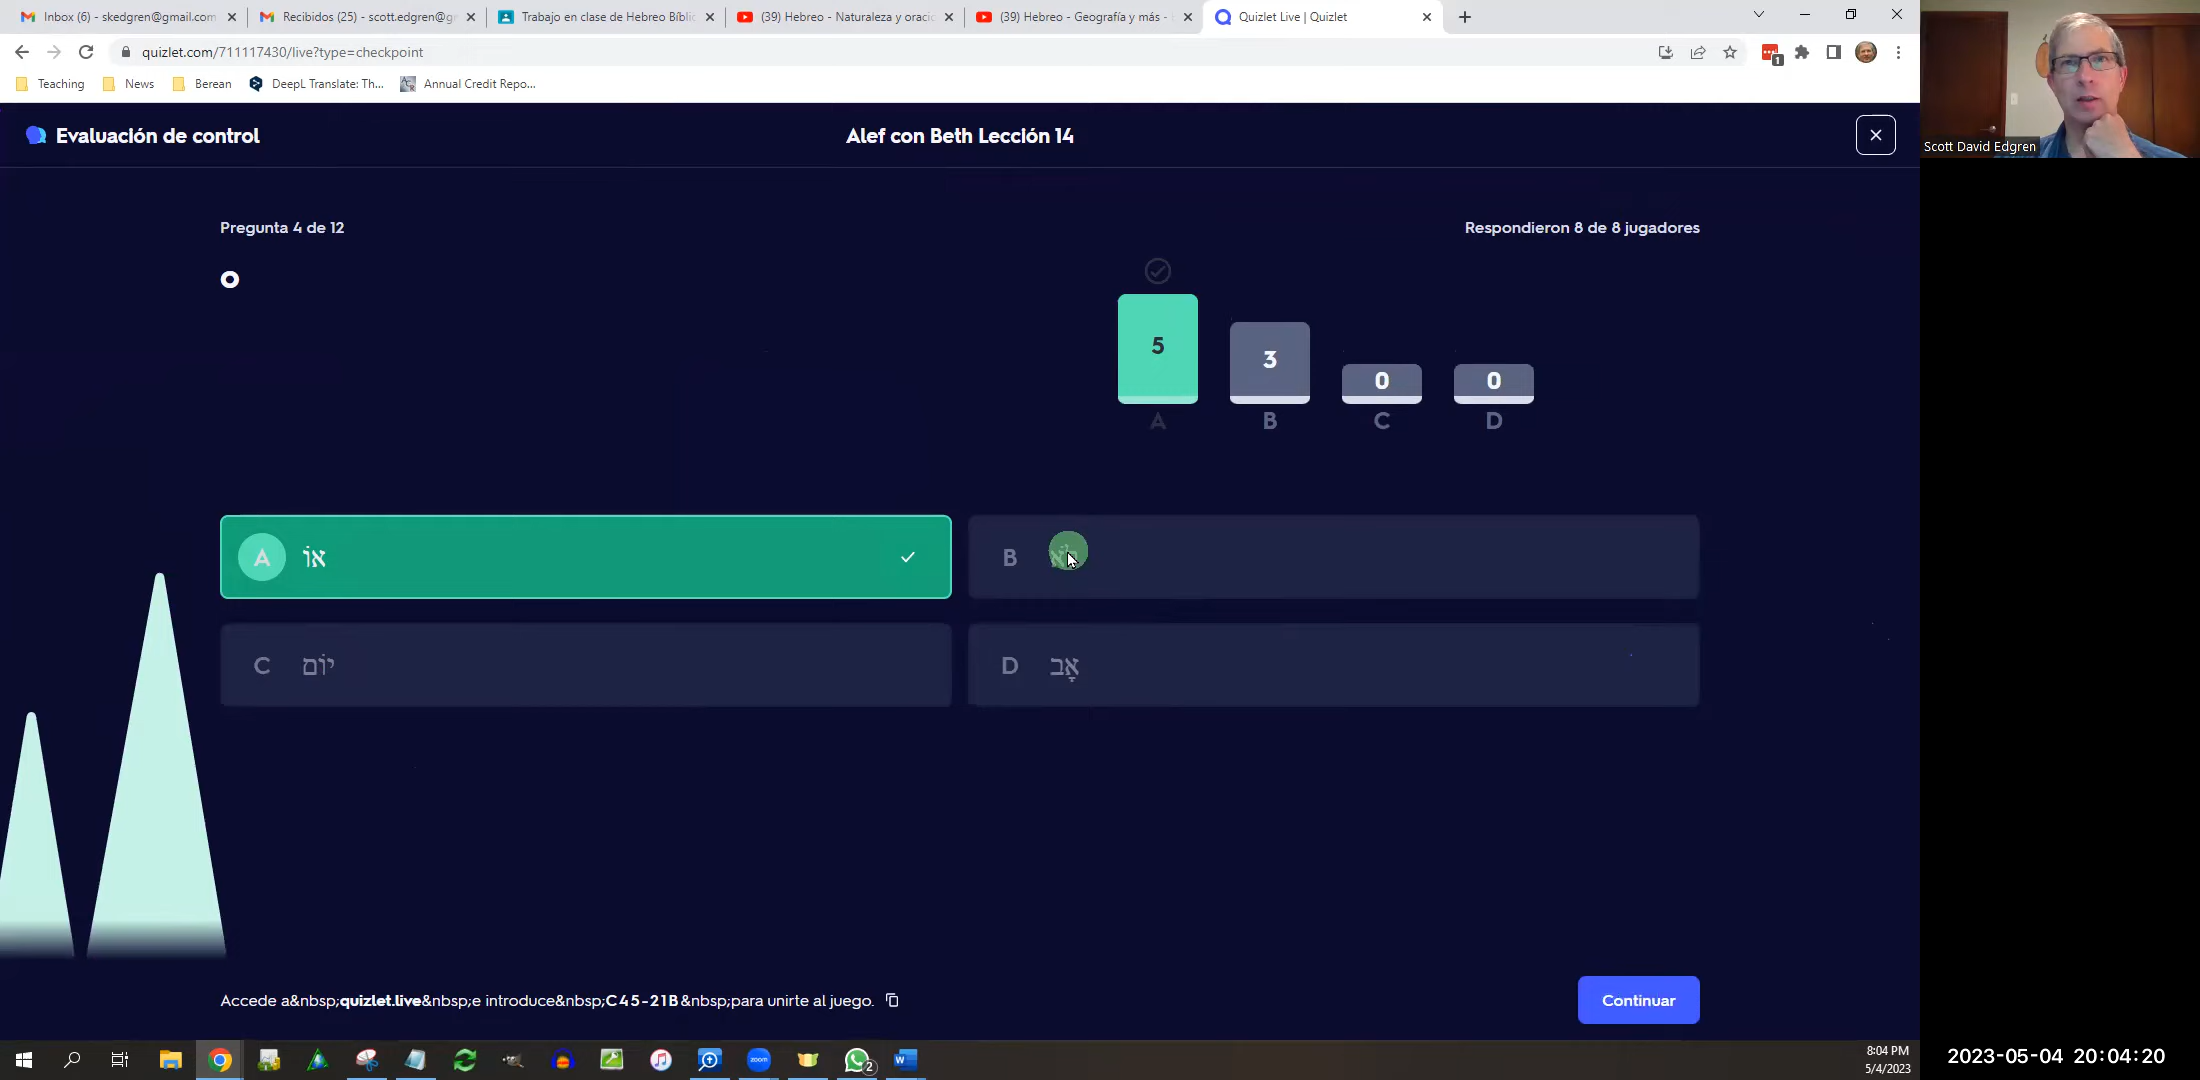 Inbox (6) - skedgren@gmail.com
Recibidos (25) - scott.edgren@g
Trabajo en clase de Hebreo Bíbli
(39) Hebreo - Naturaleza y oraci
(39) Hebreo - Geografía y más -
Quizlet Live | Quizlet
quizlet.com/711117430/live?type=checkpoint
1
Teaching
News
Berean
DeepL Translate: Th...
Annual Credit Repo...
Scott David Edgren
Evaluación de control
Alef con Beth Lección 14
Pregunta 4 de 12
Respondieron 8 de 8 jugadores
o
5
3
0
0
A
B
C
D
A אוֹ
B
C יוֹם
D אָב
Accede a&nbsp;quizlet.live&nbsp;e introduce&nbsp;C45-21B&nbsp;para unirte al juego.
Continuar
zoom
2
8:04 PM
5/4/2023
2023-05-04 20:04:20